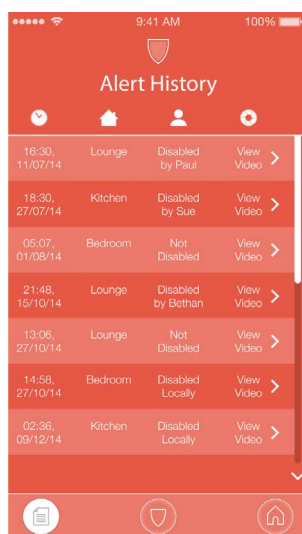 9:41 AM 100%
Alert History
16:30, Lounge Disabled View
11/07/14 by Paul Video
18:30, Kitchen Disabled View
27/07/14 by Sue Video
05:07, Bedroom Not View
01/08/14 Disabled Video
21:48, Lounge Disabled View
15/10/14 by Bethan Video
13:06, Lounge Not View
27/10/14 Disabled Video
14:58, Bedroom Disabled View
27/10/14 Locally Video
02:36, Kitchen Disabled View
09/12/14 Locally Video